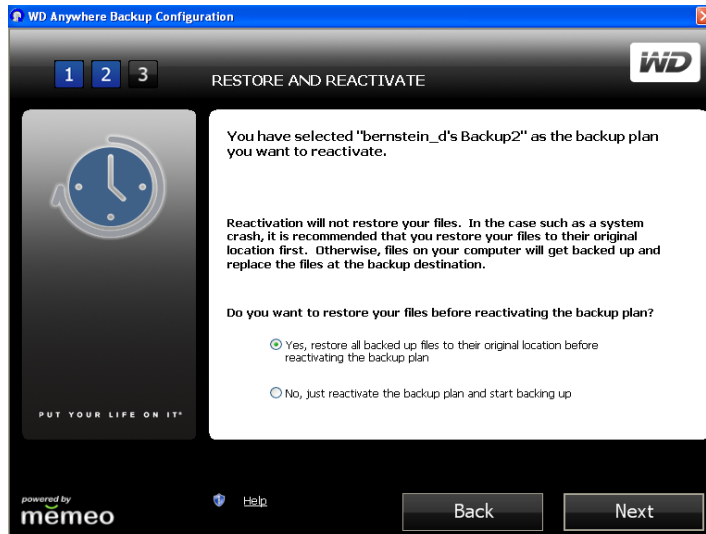 WD Anywhere Backup Configuration
1 2 3
RESTORE AND REACTIVATE
WD
You have selected "bernstein_d's Backup2" as the backup plan
you want to reactivate.
Reactivation will not restore your files. In the case such as a system
crash, it is recommended that you restore your files to their original
location first. Otherwise, files on your computer will get backed up and
replace the files at the backup destination.
Do you want to restore your files before reactivating the backup plan?
Yes, restore all backed up files to their original location before
reactivating the backup plan
No, just reactivate the backup plan and start backing up
PUT YOUR LIFE ON IT®
powered by
mĕmeo
Help
Back
Next